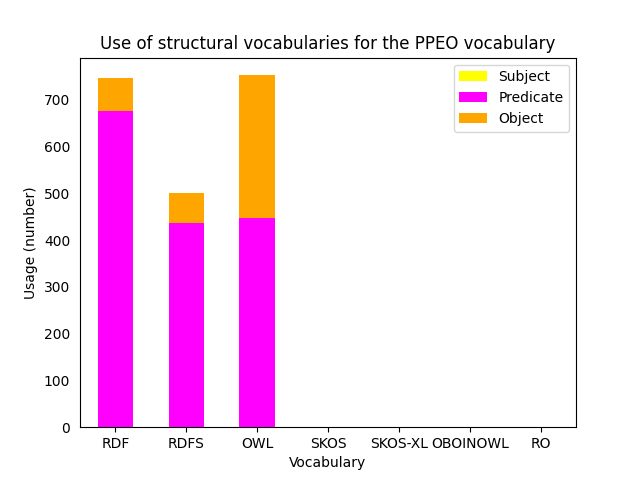 Use of structural vocabularies for the PPEO vocabulary
Subject
Predicate
Object
700
600
500
400
300
200
100
0
Usage (number)
RDF RDFS OWL SKOS SKOS-XL OBOINOWL RO
Vocabulary